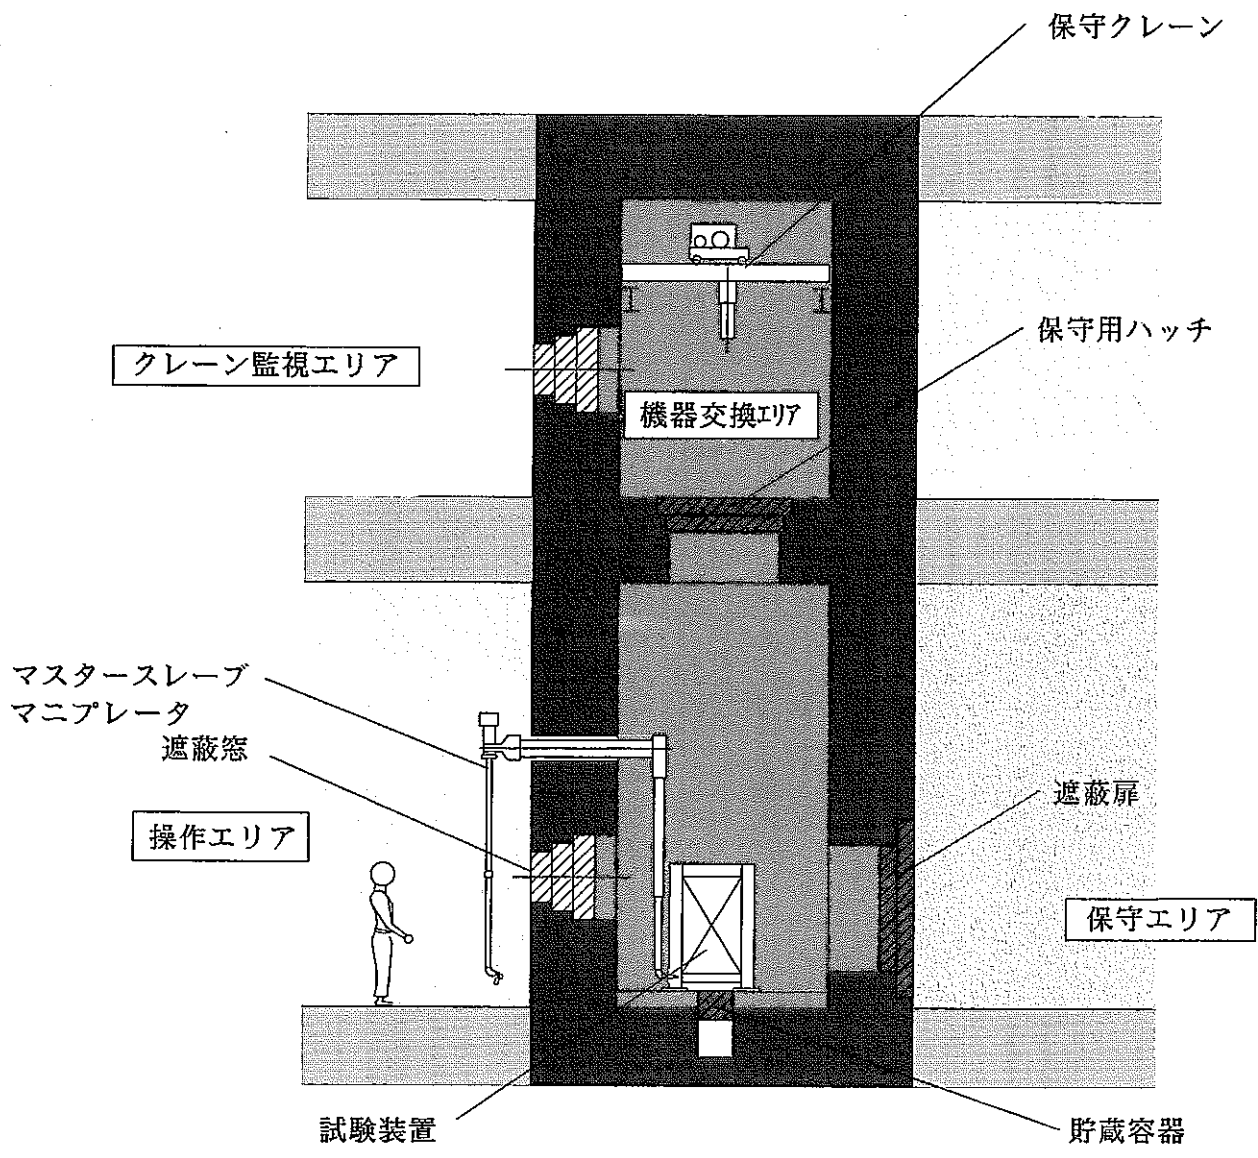 保守クレーン
保守用ハッチ
クレーン監視エリア
機器交換エリア
マスタースレーブ
マニプレータ
遮蔽窓
操作エリア
遮蔽扉
保守エリア
試験装置
貯蔵容器